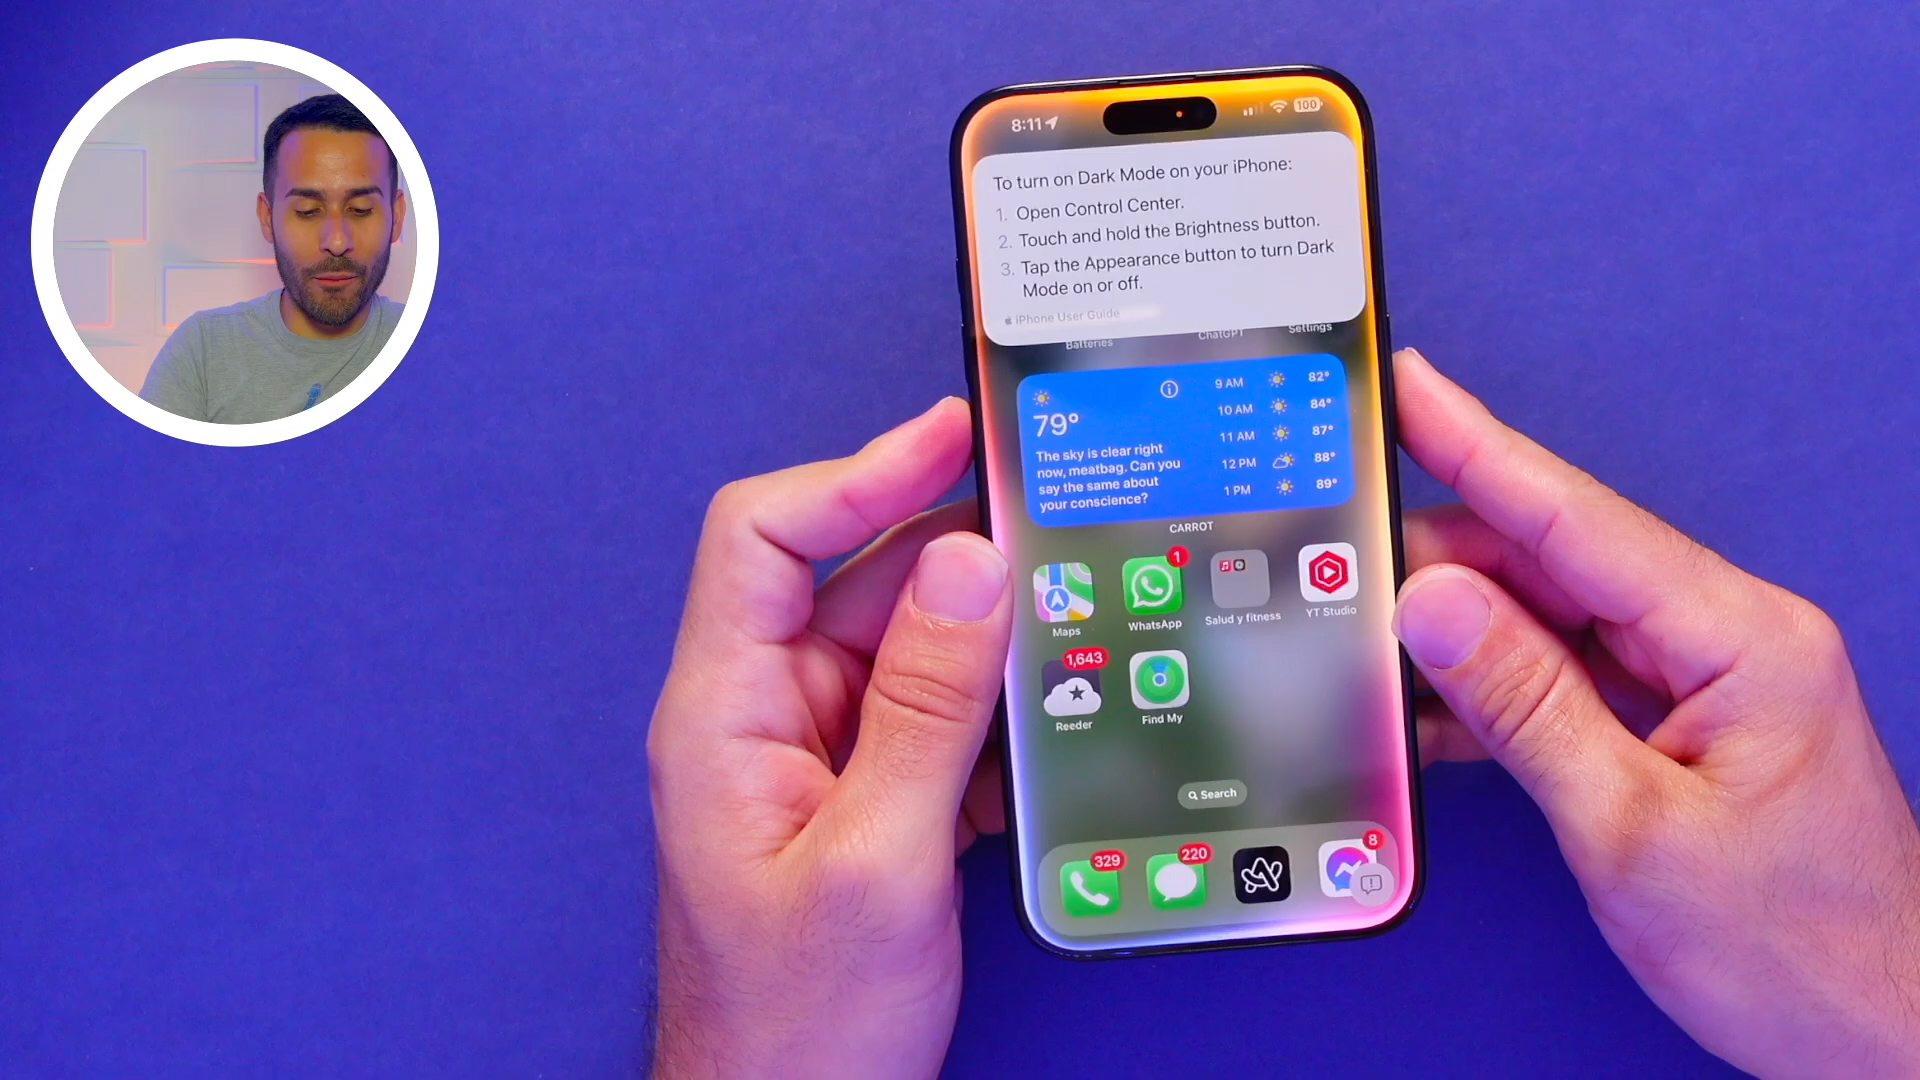 8:11
100
To turn on Dark Mode on your iPhone:
1. Open Control Center.
2. Touch and hold the Brightness button.
3. Tap the Appearance button to turn Dark
Mode on or off.
iPhone User Guide
Batteries
ChatGPT
Settings
79°
The sky is clear right
now, meatbag. Can you
say the same about
your conscience?
9 AM 82°
10 AM 84°
11 AM 87°
12 PM 88°
1 PM 89°
CARROT
1
Maps
WhatsApp
Salud y fitness
YT Studio
1,643
Reeder
Find My
Search
329
220
8